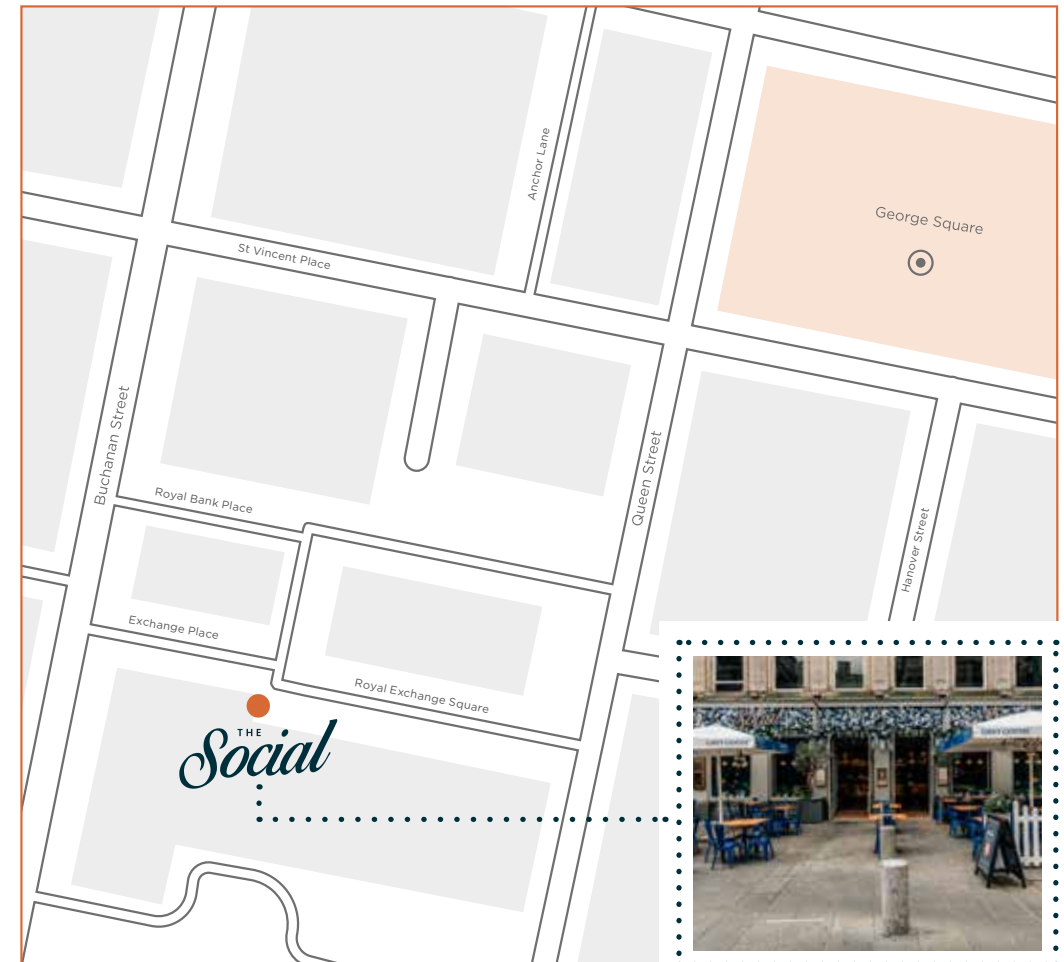 Anchor Lane
George Square
St Vincent Place
Buchanan Street
Queen Street
Royal Bank Place
Hanover Street
Exchange Place
Royal Exchange Square
THE
Social